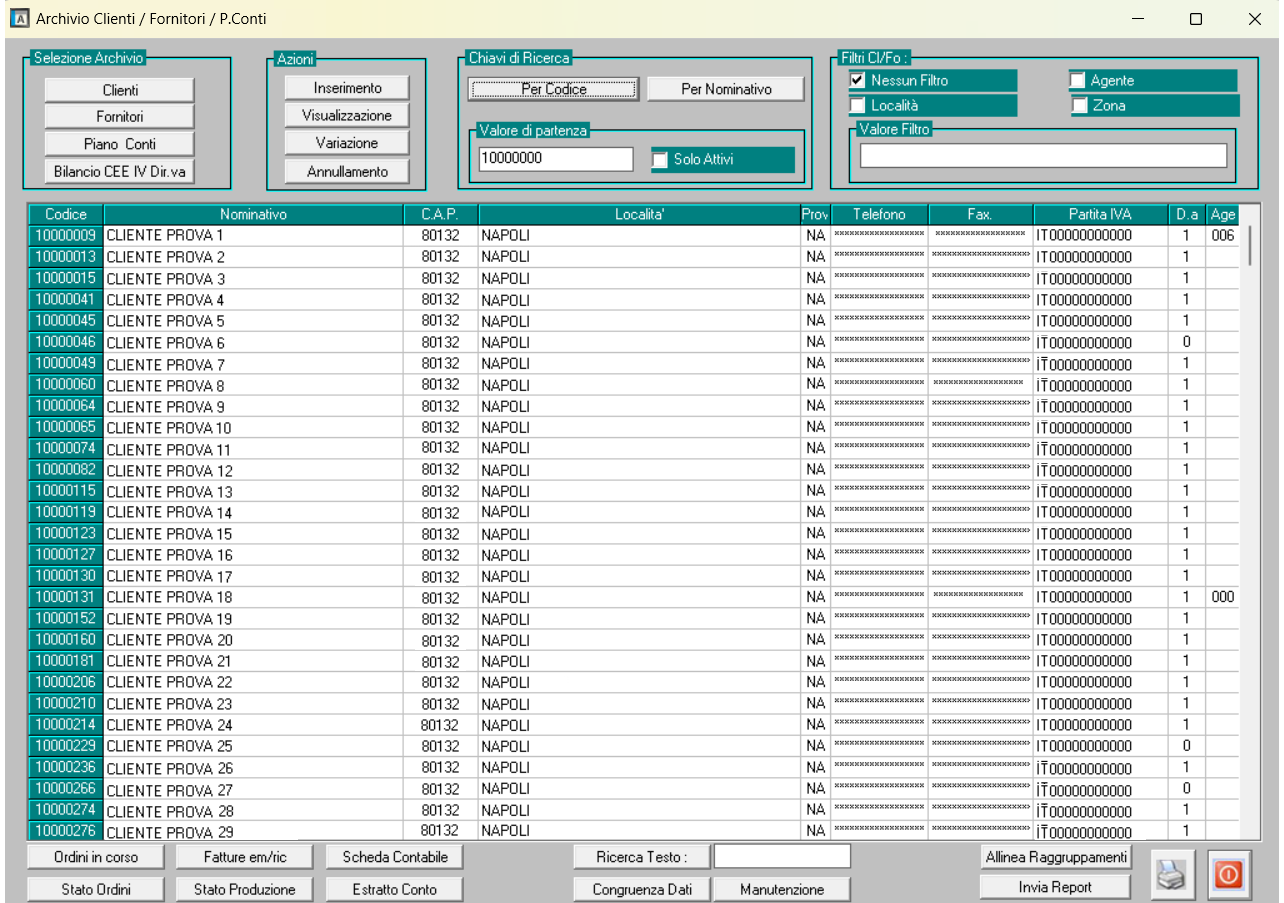 Archivio Clienti / Fornitori / P.Conti
Selezione Archivio
Clienti
Fornitori
Piano Conti
Bilancio CEE IV Dir.va
Azioni
Inserimento
Visualizzazione
Variazione
Annullamento
Chiavi di Ricerca
Per Codice Per Nominativo
Valore di partenza
10000000 Solo Attivi
Filtri Cl/Fo :
Nessun Filtro Agente
Località Zona
Valore Filtro
Codice Nominativo C.A.P. Localita' Prov Telefono Fax. Partita IVA D.a Age
10000009 CLIENTE PROVA 1 80132 NAPOLI NA ****************** ****************** IT00000000000 1 006
10000013 CLIENTE PROVA 2 80132 NAPOLI NA ****************** ******************* IT00000000000 1
10000015 CLIENTE PROVA 3 80132 NAPOLI NA ****************** ******************* IT00000000000 1
10000041 CLIENTE PROVA 4 80132 NAPOLI NA ****************** ******************* IT00000000000 1
10000045 CLIENTE PROVA 5 80132 NAPOLI NA ****************** ******************* IT00000000000 1
10000046 CLIENTE PROVA 6 80132 NAPOLI NA ****************** ******************* IT00000000000 0
10000049 CLIENTE PROVA 7 80132 NAPOLI NA ****************** ******************* IT00000000000 1
10000060 CLIENTE PROVA 8 80132 NAPOLI NA ****************** ****************** IT00000000000 1
10000064 CLIENTE PROVA 9 80132 NAPOLI NA ****************** ******************* IT00000000000 1
10000065 CLIENTE PROVA 10 80132 NAPOLI NA ****************** ******************* IT00000000000 1
10000074 CLIENTE PROVA 11 80132 NAPOLI NA ****************** ******************* IT00000000000 1
10000082 CLIENTE PROVA 12 80132 NAPOLI NA ****************** ******************* IT00000000000 1
10000115 CLIENTE PROVA 13 80132 NAPOLI NA ****************** ******************* IT00000000000 1
10000119 CLIENTE PROVA 14 80132 NAPOLI NA ****************** ******************* IT00000000000 1
10000123 CLIENTE PROVA 15 80132 NAPOLI NA ****************** ******************* IT00000000000 1
10000127 CLIENTE PROVA 16 80132 NAPOLI NA ****************** ******************* IT00000000000 1
10000130 CLIENTE PROVA 17 80132 NAPOLI NA ****************** ******************* IT00000000000 1
10000131 CLIENTE PROVA 18 80132 NAPOLI NA ****************** ****************** IT00000000000 1 000
10000152 CLIENTE PROVA 19 80132 NAPOLI NA ****************** ******************* IT00000000000 1
10000160 CLIENTE PROVA 20 80132 NAPOLI NA ****************** ******************* IT00000000000 1
10000181 CLIENTE PROVA 21 80132 NAPOLI NA ****************** ******************* IT00000000000 1
10000206 CLIENTE PROVA 22 80132 NAPOLI NA ****************** ******************* IT00000000000 1
10000210 CLIENTE PROVA 23 80132 NAPOLI NA ****************** ******************* IT00000000000 1
10000214 CLIENTE PROVA 24 80132 NAPOLI NA ****************** ******************* IT00000000000 1
10000229 CLIENTE PROVA 25 80132 NAPOLI NA ****************** ******************* IT00000000000 0
10000236 CLIENTE PROVA 26 80132 NAPOLI NA ****************** ******************* IT00000000000 1
10000266 CLIENTE PROVA 27 80132 NAPOLI NA ****************** ******************* IT00000000000 0
10000274 CLIENTE PROVA 28 80132 NAPOLI NA ****************** ******************* IT00000000000 1
10000276 CLIENTE PROVA 29 80132 NAPOLI NA ****************** ******************* IT00000000000 1
Ordini in corso Fatture em/ric Scheda Contabile Ricerca Testo : Allinea Raggruppamenti
Stato Ordini Stato Produzione Estratto Conto Congruenza Dati Manutenzione Invia Report